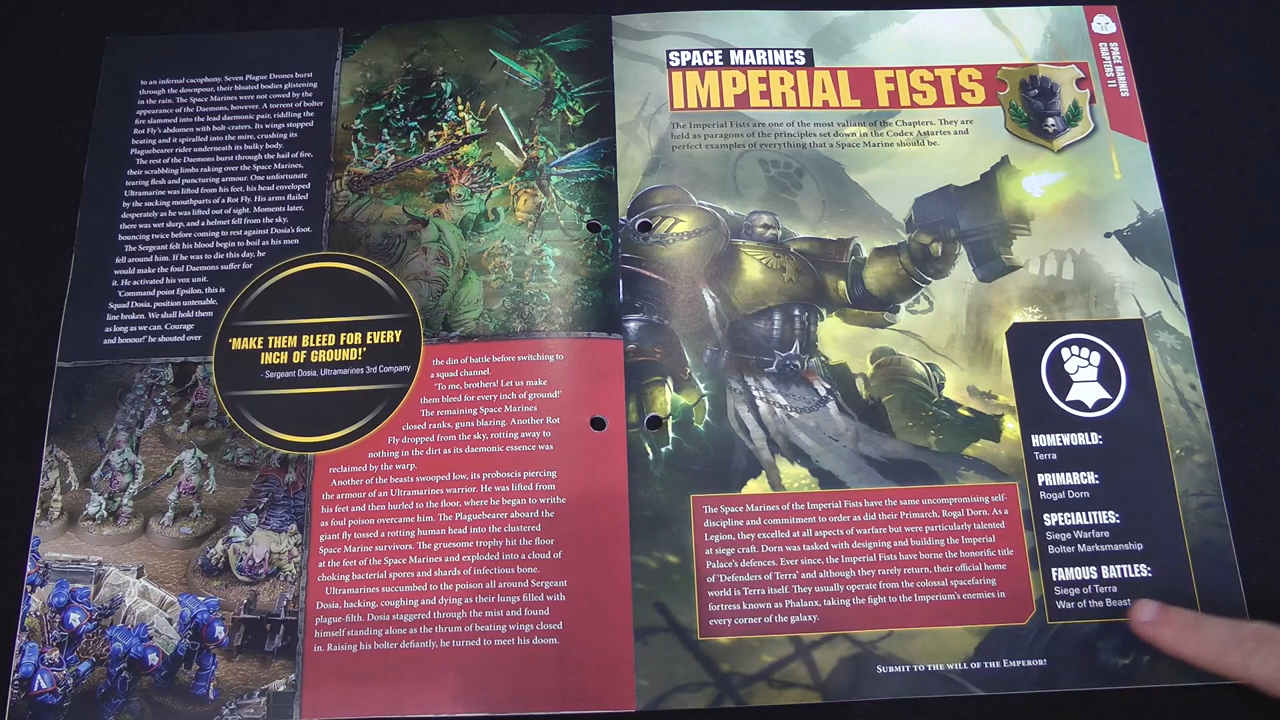 to an infernal cacophony. Seven Plague Drones burst
through the downpour, their bloated bodies glistening
in the rain. The Space Marines were not cowed by the
appearance of the Daemons, however. A torrent of bolter
fire slammed into the lead daemonic pair, riddling the
Rot Fly's abdomen with bolt-craters. Its wings stopped
beating and it spiralled into the mire, crushing its
Plaguebearer rider underneath its bulky body.
The rest of the Daemons burst through the hail of fire,
their scrabbling limbs raking over the Space Marines,
tearing flesh and puncturing armour. One unfortunate
Ultramarine was lifted from his feet, his head enveloped
by the sucking mouthparts of a Rot Fly. His arms flailed
desperately as he was lifted out of sight. Moments later,
there was wet slurp, and a helmet fell from the sky,
bouncing twice before coming to rest against Dosia's foot.
The Sergeant felt his blood begin to boil as his men
fell around him. If he was to die this day, he
would make the foul Daemons suffer for
it. He activated his vox unit.
'Command point Epsilon, this is
Squad Dosia, position untenable,
line broken. We shall hold them
as long as we can. Courage
and honour!' he shouted over
'MAKE THEM BLEED FOR EVERY
INCH OF GROUND!'
- Sergeant Dosia, Ultramarines 3rd Company
the din of battle before switching to
a squad channel.
'To me, brothers! Let us make
them bleed for every inch of ground!'
The remaining Space Marines
closed ranks, guns blazing. Another Rot
Fly dropped from the sky, rotting away to
nothing in the dirt as its daemonic essence was
reclaimed by the warp.
Another of the beasts swooped low, its proboscis piercing
the armour of an Ultramarines warrior. He was lifted from
his feet and then hurled to the floor, where he began to writhe
as foul poison overcame him. The Plaguebearer aboard the
giant fly tossed a rotting human head into the clustered
Space Marine survivors. The gruesome trophy hit the floor
at the feet of the Space Marines and exploded into a cloud of
choking bacterial spores and shards of infectious bone.
Ultramarines succumbed to the poison all around Sergeant
Dosia, hacking, coughing and dying as their lungs filled with
plague-filth. Dosia staggered through the mist and found
himself standing alone as the thrum of beating wings closed
in. Raising his bolter defiantly, he turned to meet his doom.
SPACE MARINES
IMPERIAL FISTS
The Imperial Fists are one of the most valiant of the Chapters. They are
held as paragons of the principles set down in the Codex Astartes and
perfect examples of everything that a Space Marine should be.
SPACE MARINES
CHAPTERS 11
HOMEWORLD:
Terra
PRIMARCH:
Rogal Dorn
SPECIALITIES:
Siege Warfare
Bolter Marksmanship
FAMOUS BATTLES:
Siege of Terra
War of the Beast
The Space Marines of the Imperial Fists have the same uncompromising self-
discipline and commitment to order as did their Primarch, Rogal Dorn. As a
Legion, they excelled at all aspects of warfare but were particularly talented
at siege craft. Dorn was tasked with designing and building the Imperial
Palace's defences. Ever since, the Imperial Fists have borne the honorific title
of 'Defenders of Terra' and although they rarely return, their official home
world is Terra itself. They usually operate from the colossal spacefaring
fortress known as Phalanx, taking the fight to the Imperium's enemies in
every corner of the galaxy.
SUBMIT TO THE WILL OF THE EMPEROR!